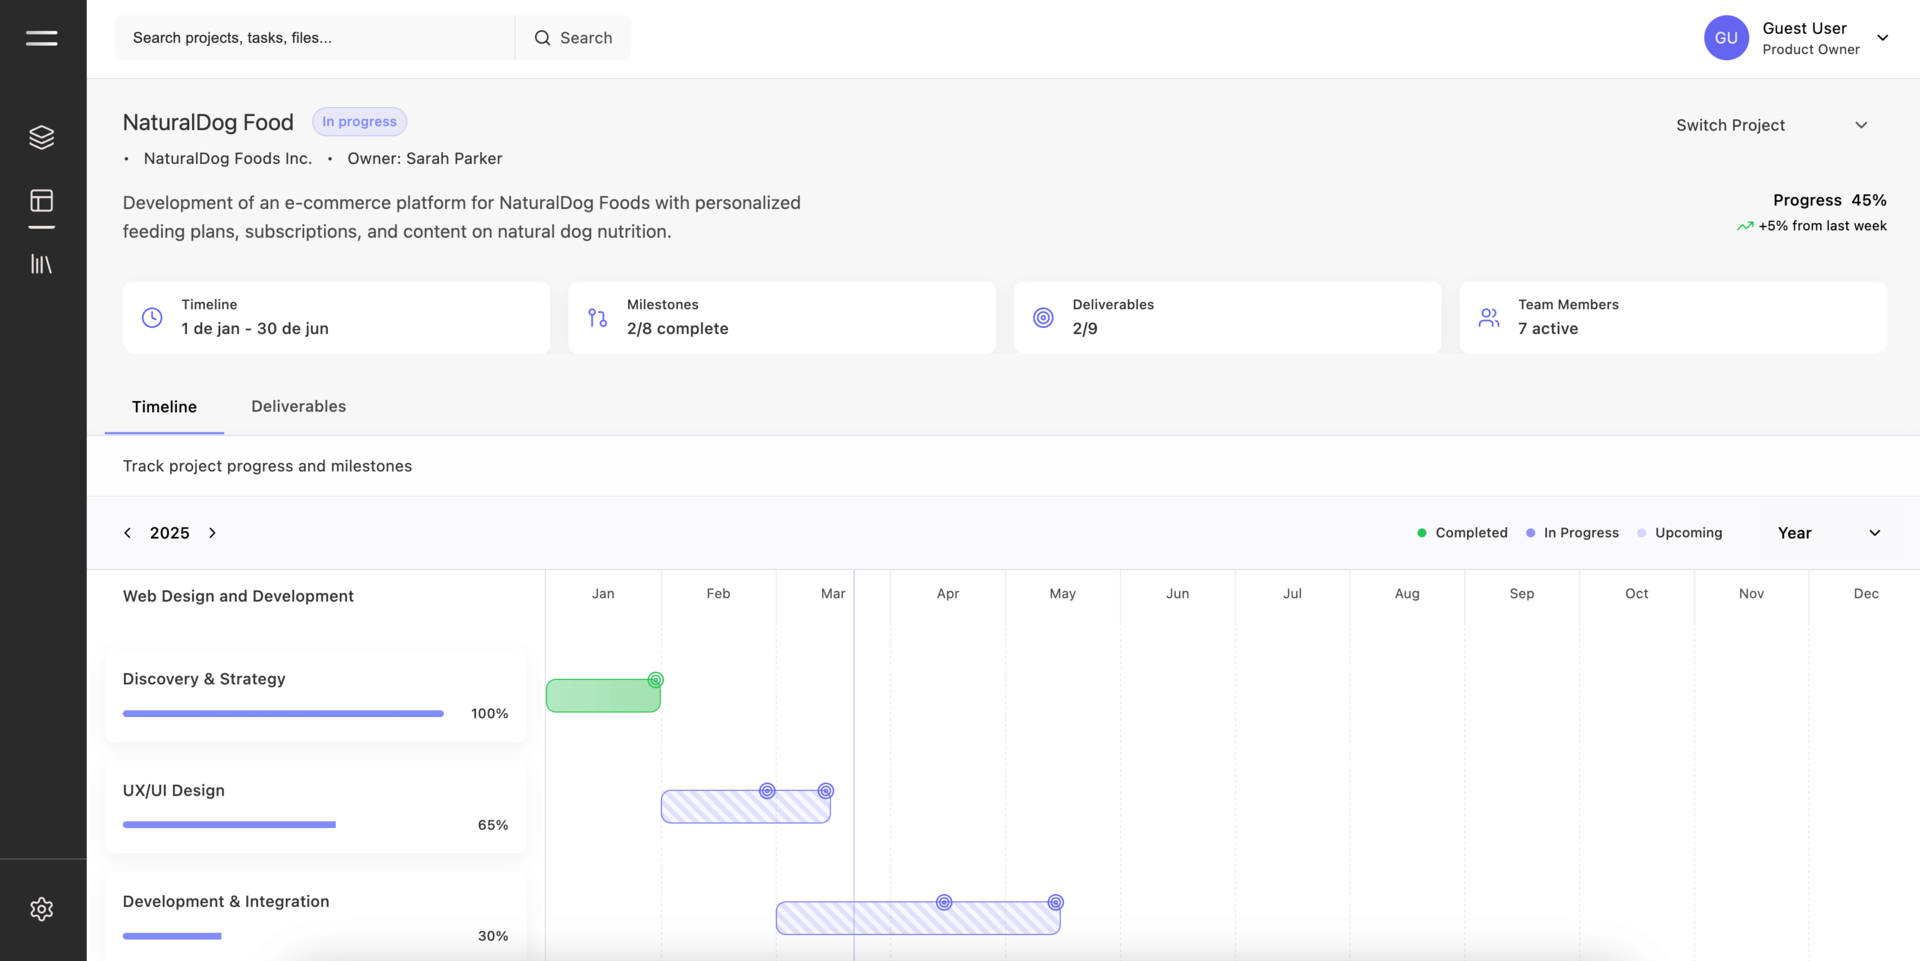 Search projects, tasks, files...
Search
GU
Guest User
Product Owner
NaturalDog Food
In progress
Switch Project
• NaturalDog Foods Inc. • Owner: Sarah Parker
Development of an e-commerce platform for NaturalDog Foods with personalized
feeding plans, subscriptions, and content on natural dog nutrition.
Progress 45%
+5% from last week
Timeline
1 de jan - 30 de jun
Milestones
2/8 complete
Deliverables
2/9
Team Members
7 active
Timeline
Deliverables
Track project progress and milestones
2025
Completed
In Progress
Upcoming
Year
Web Design and Development
Jan
Feb
Mar
Apr
May
Jun
Jul
Aug
Sep
Oct
Nov
Dec
Discovery & Strategy
100%
UX/UI Design
65%
Development & Integration
30%